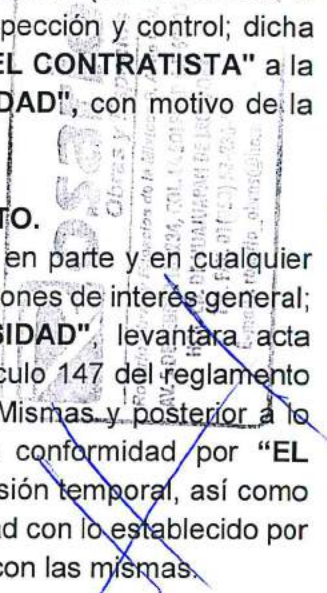 pección y control; dicha
EL CONTRATISTA" a la
DAD", con motivo de la
TO.
en parte y en cualquier
ones de interés general;
SIDAD", levantara acta
culo 147 del reglamento
Mismas y posterior a lo
conformidad por "EL
sión temporal, así como
ad con lo establecido por
con las mismas.
Obras y